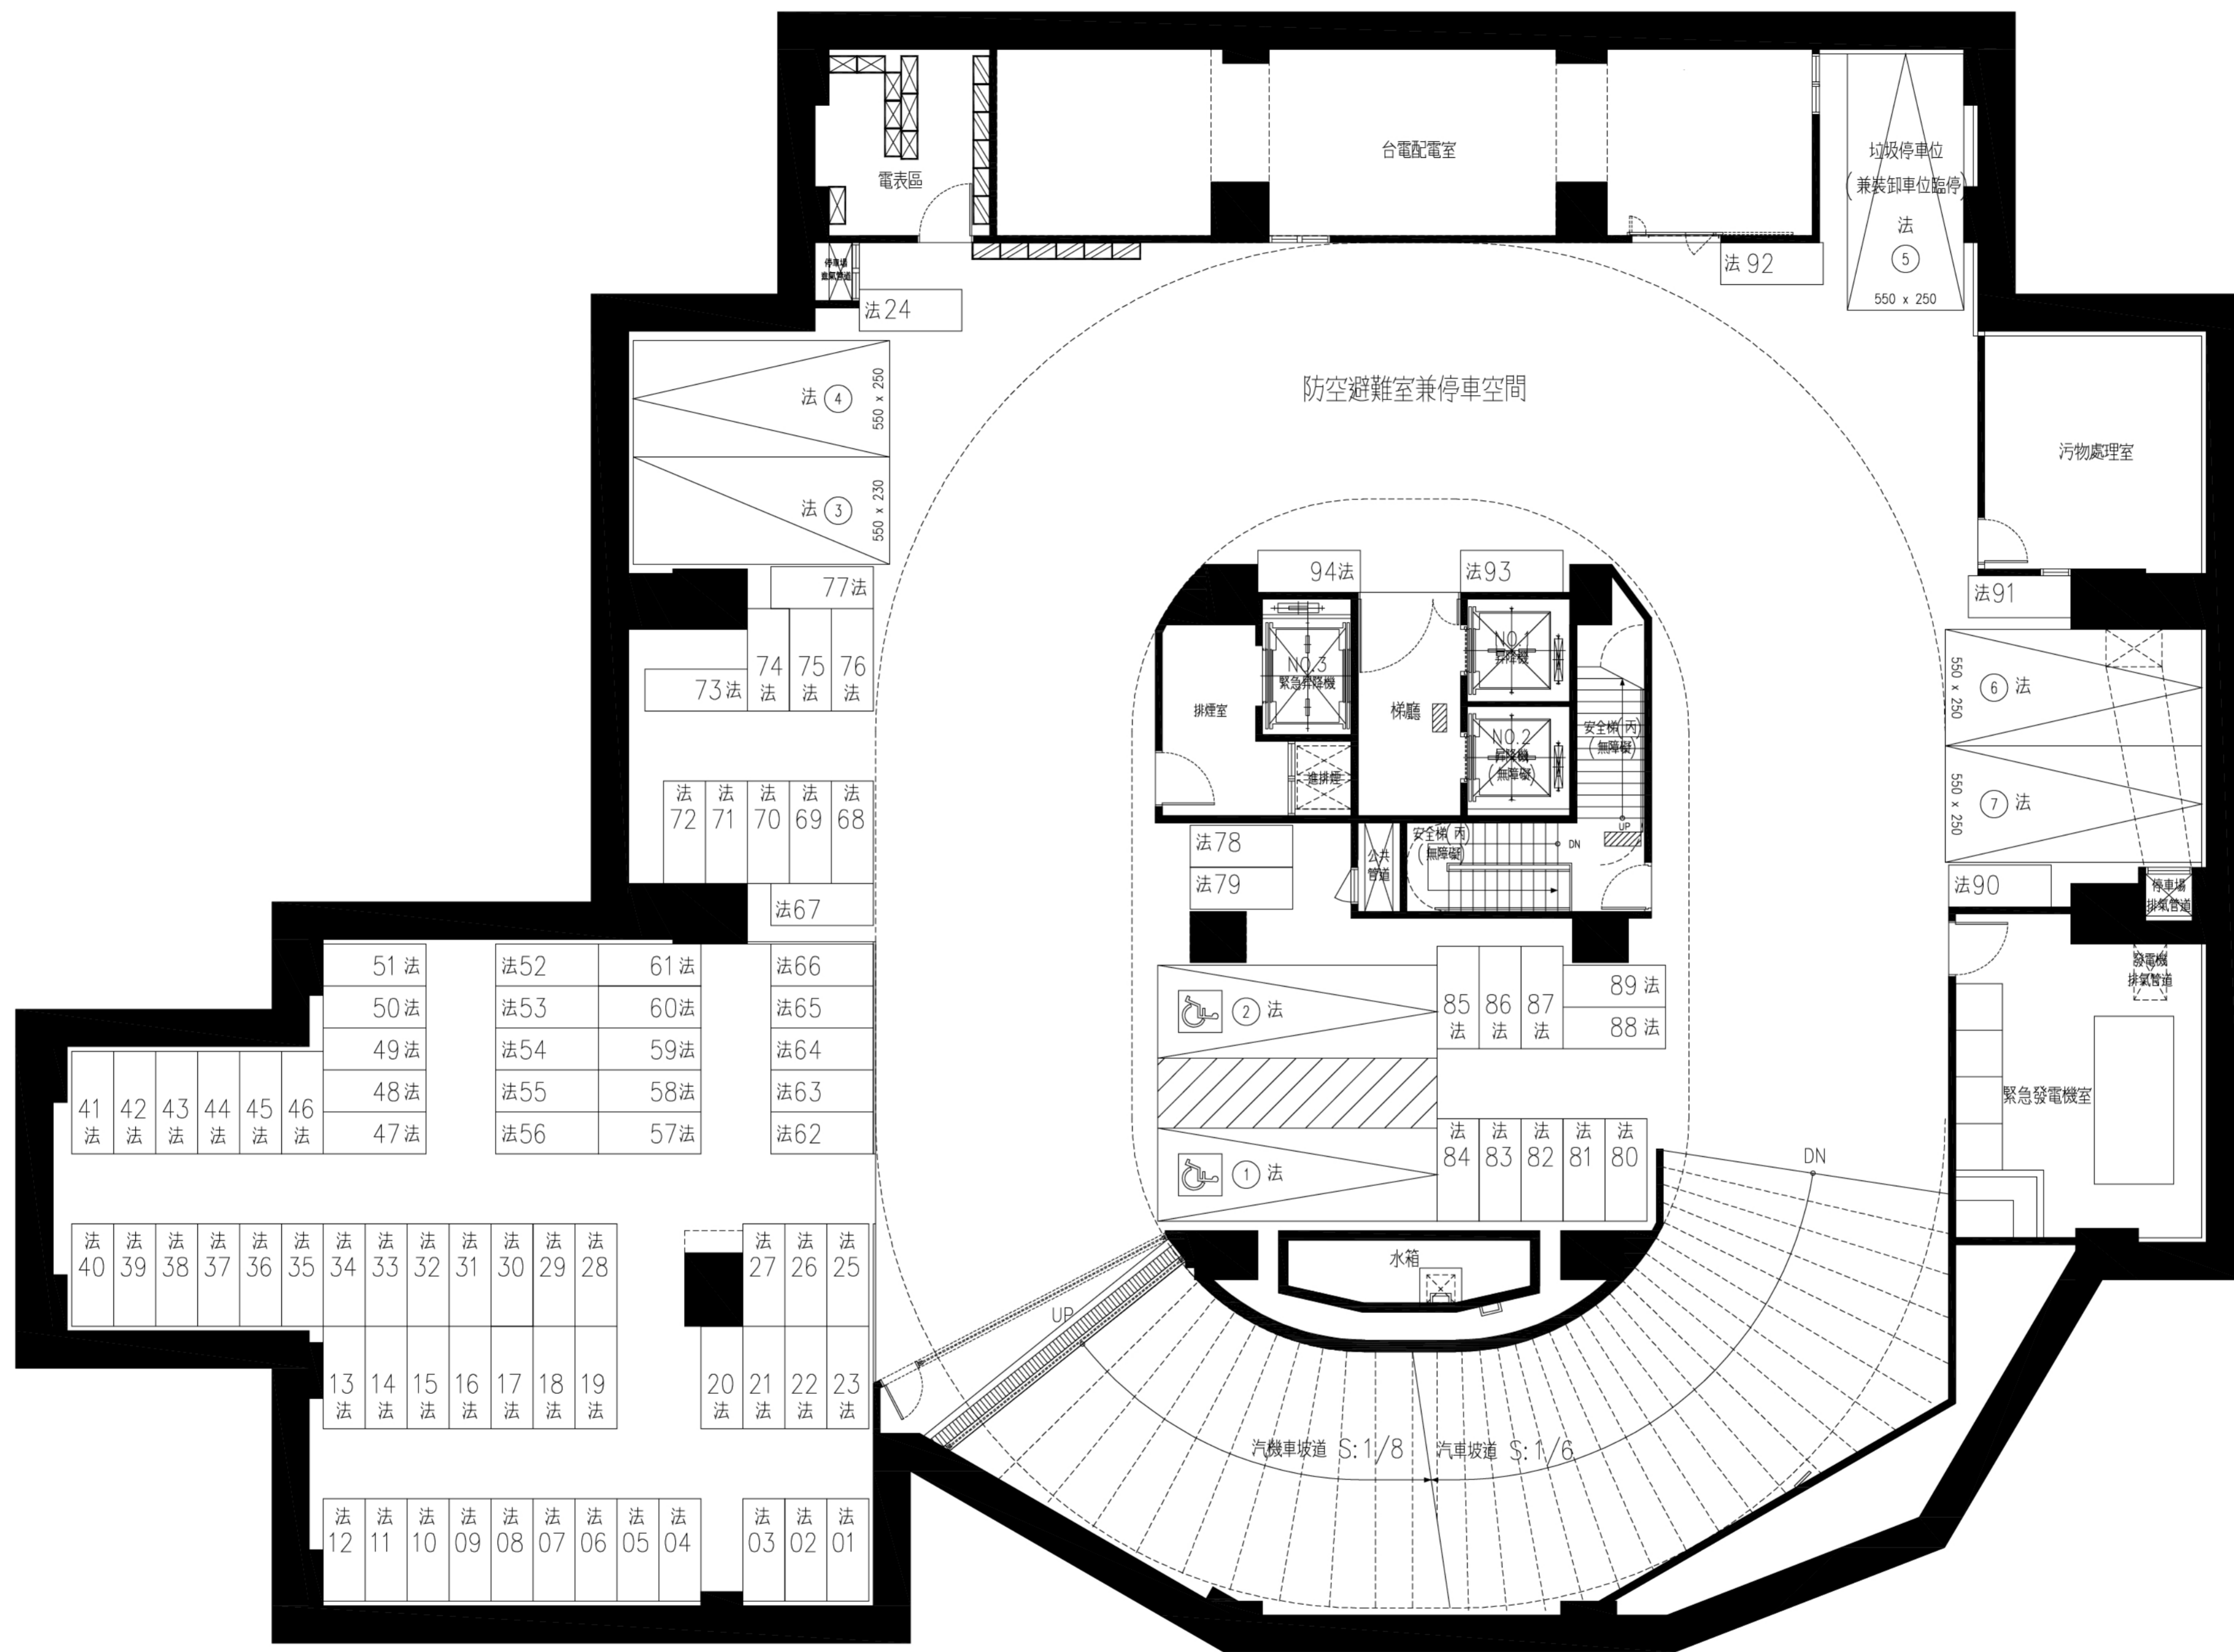 電表區
台電配電室
垃圾停車位
(兼裝卸車位臨停)
法
5
550 x 250
停車場
進氣管道
法 92
法24
法 4
550 x 250
法 3
550 x 230
防空避難室兼停車空間
污物處理室
77法
74
法
75
法
76
法
73法
94法
法93
法91
NO.3
緊急昇降機
NO.1
昇降機
NO.2
昇降機
(無障礙)
排煙室
梯廳
進排煙
安全梯(丙)
(無障礙)
UP
6 法
550 x 250
7 法
550 x 250
法
72
法
71
法
70
法
69
法
68
法67
法78
法79
公共
管道
安全梯(丙)
(無障礙)
DN
法90
停車場
排氣管道
發電機
排氣管道
51法
50法
49法
48法
47法
法52
法53
法54
法55
法56
61法
60法
59法
58法
57法
法66
法65
法64
法63
法62
2 法
85
法
86
法
87
法
89法
88法
緊急發電機室
41
法
42
法
43
法
44
法
45
法
46
法
1 法
法
84
法
83
法
82
法
81
法
80
DN
法
40
法
39
法
38
法
37
法
36
法
35
法
34
法
33
法
32
法
31
法
30
法
29
法
28
法
27
法
26
法
25
水箱
UP
13
法
14
法
15
法
16
法
17
法
18
法
19
法
20
法
21
法
22
法
23
法
汽機車坡道 S:1/8
汽車坡道 S:1/6
法
12
法
11
法
10
法
09
法
08
法
07
法
06
法
05
法
04
法
03
法
02
法
01